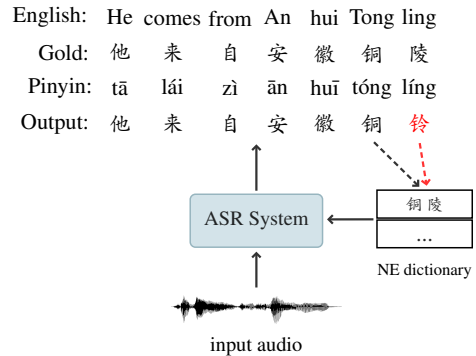 English: He comes from An hui Tong ling
Gold: 他 来 自 安 徽 铜 陵
Pinyin: tā lái zì ān huī tóng líng
Output: 他 来 自 安 徽 铜 铃
ASR System
铜 陵
...
NE dictionary
input audio